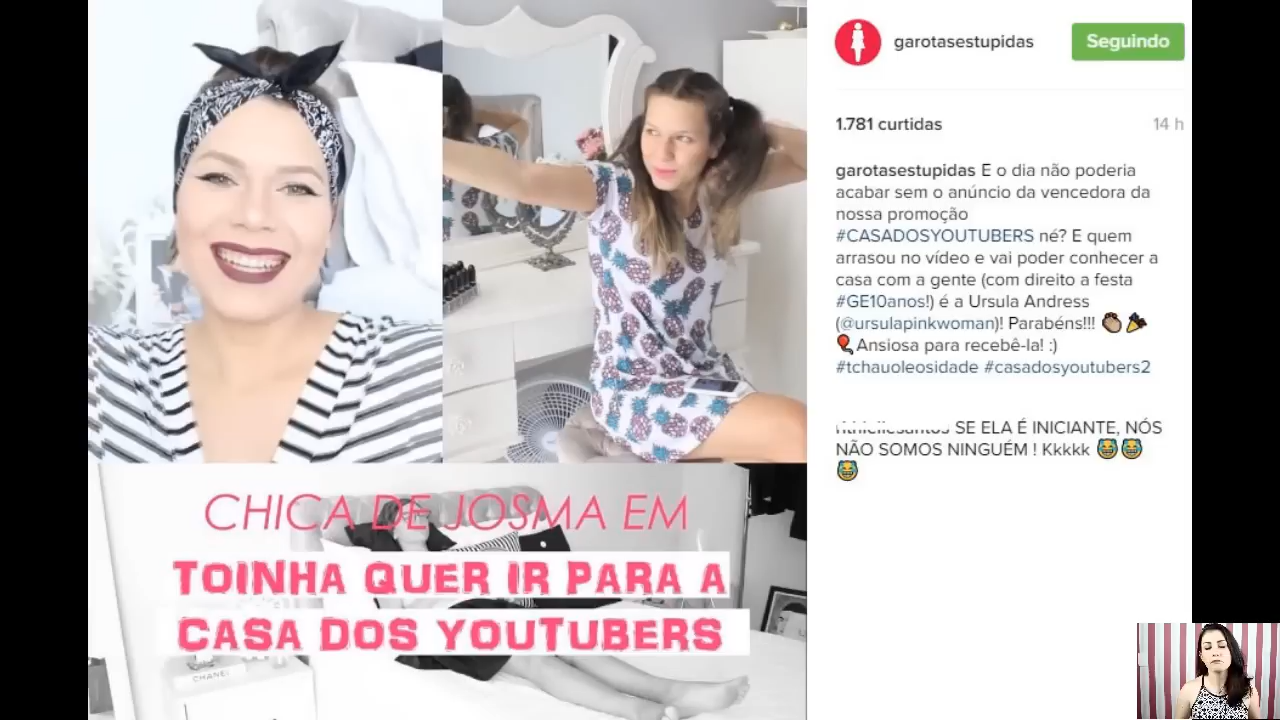 garotasestupidas
Seguindo
1.781 curtidas
14 h
garotasestupidas E o dia não poderia
acabar sem o anúncio da vencedora da
nossa promoção
#CASADOSYOUTUBERS né? E quem
arrasou no vídeo e vai poder conhecer a
casa com a gente (com direito a festa
#GE10anos!) é a Ursula Andress
(@ursulapinkwoman)! Parabéns!!! 👏🎉
🎈Ansiosa para recebê-la! :)
#tchauoleosidade #casadosyoutubers2
SE ELA É INICIANTE, NÓS
NÃO SOMOS NINGUÉM ! Kkkkk 😹😹
😹
CHICA DE JOSMA EM
TOINHA QUER IR PARA A
CASA DOS YOUTUBERS
CHANEL